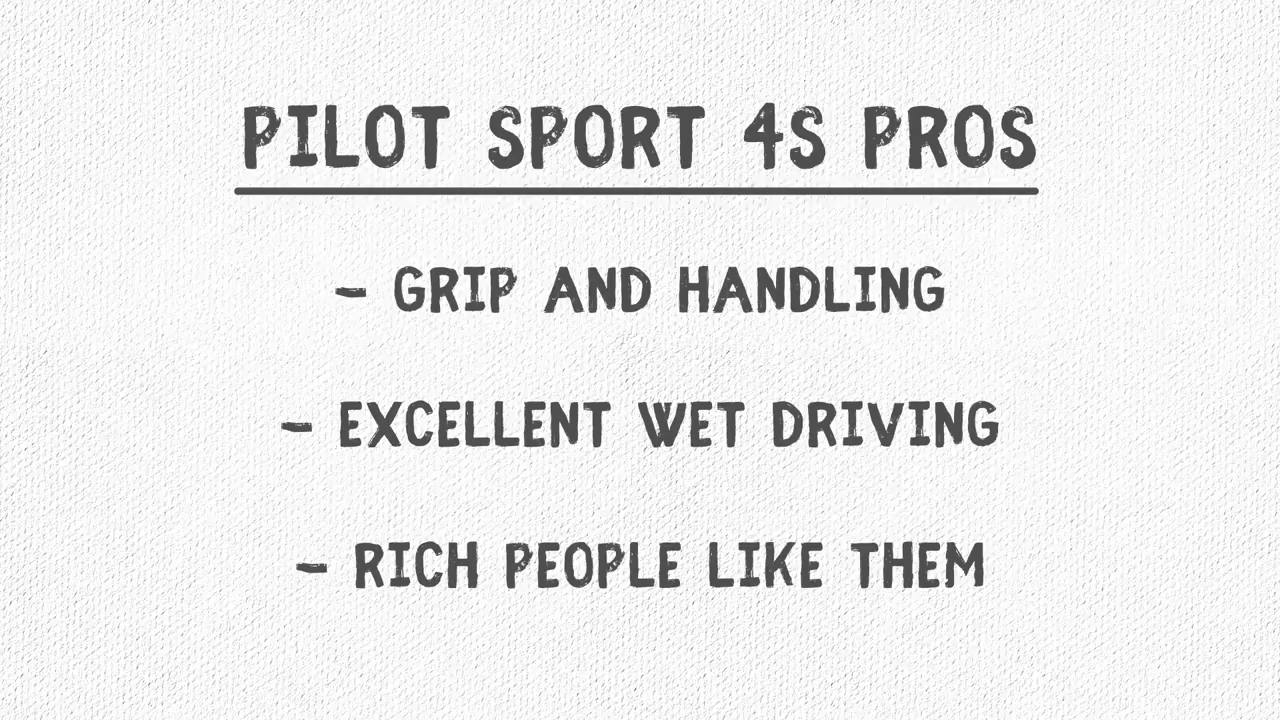 PILOT SPORT 4S PROS
- GRIP AND HANDLING
- EXCELLENT WET DRIVING
- RICH PEOPLE LIKE THEM